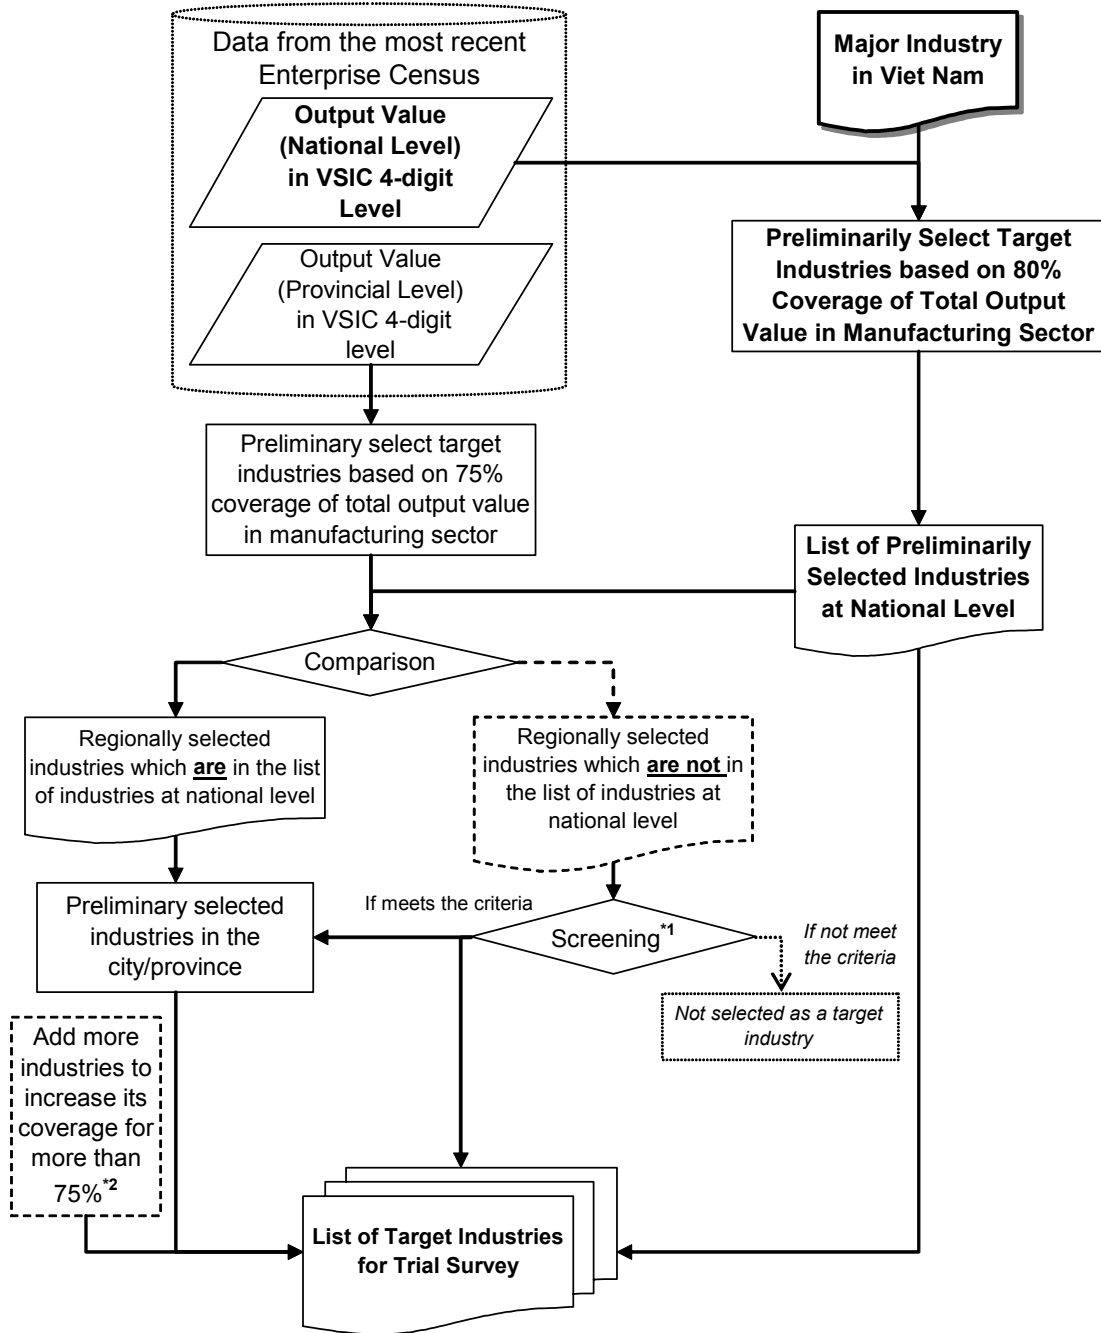 Data from the most recent
Enterprise Census
Major Industry
in Viet Nam
Output Value
(National Level)
in VSIC 4-digit
Level
Output Value
(Provincial Level)
in VSIC 4-digit
level
Preliminarily Select Target
Industries based on 80%
Coverage of Total Output
Value in Manufacturing Sector
Preliminary select target
industries based on 75%
coverage of total output value
in manufacturing sector
List of Preliminarily
Selected Industries
at National Level
Comparison
Regionally selected
industries which are in the list
of industries at national level
Regionally selected
industries which are not in
the list of industries at
national level
Preliminary selected
industries in the
city/province
If meets the criteria
Screening*1
If not meet
the criteria
Not selected as a target
industry
Add more
industries to
increase its
coverage for
more than
75%*2
List of Target Industries
for Trial Survey